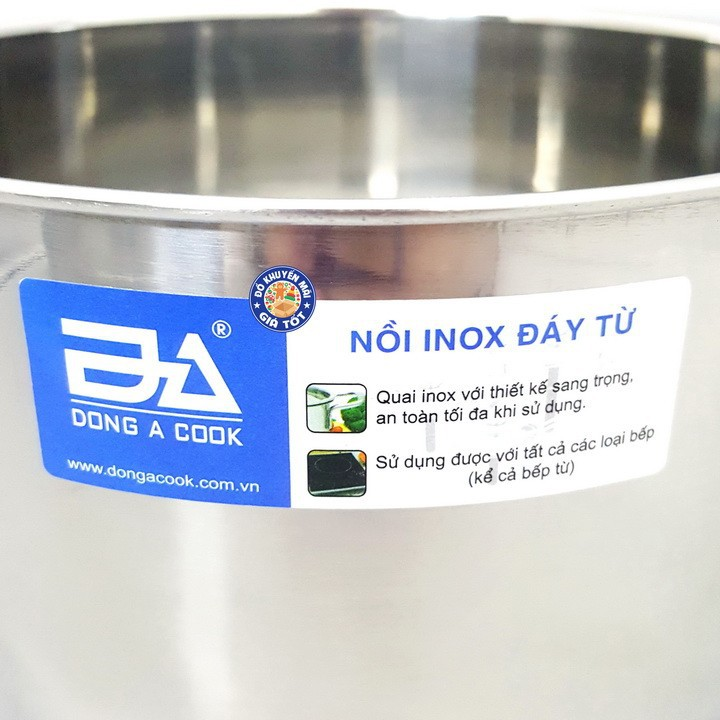 ĐỒ KHUYẾN MÃI
GIÁ TỐT
®
DONG A COOK
www.dongacook.com.vn
NỒI INOX ĐÁY TỪ
Quai inox với thiết kế sang trọng,
an toàn tối đa khi sử dụng.
Sử dụng được với tất cả các loại bếp
(kể cả bếp từ)